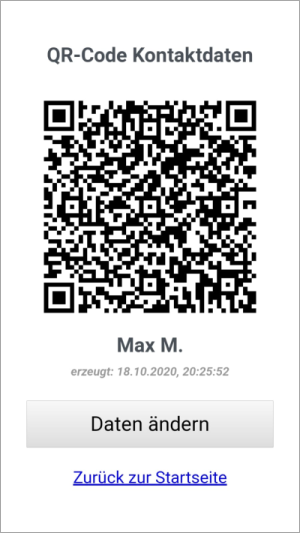 QR-Code Kontaktdaten
Max M.
erzeugt: 18.10.2020, 20:25:52
Daten ändern
Zurück zur Startseite